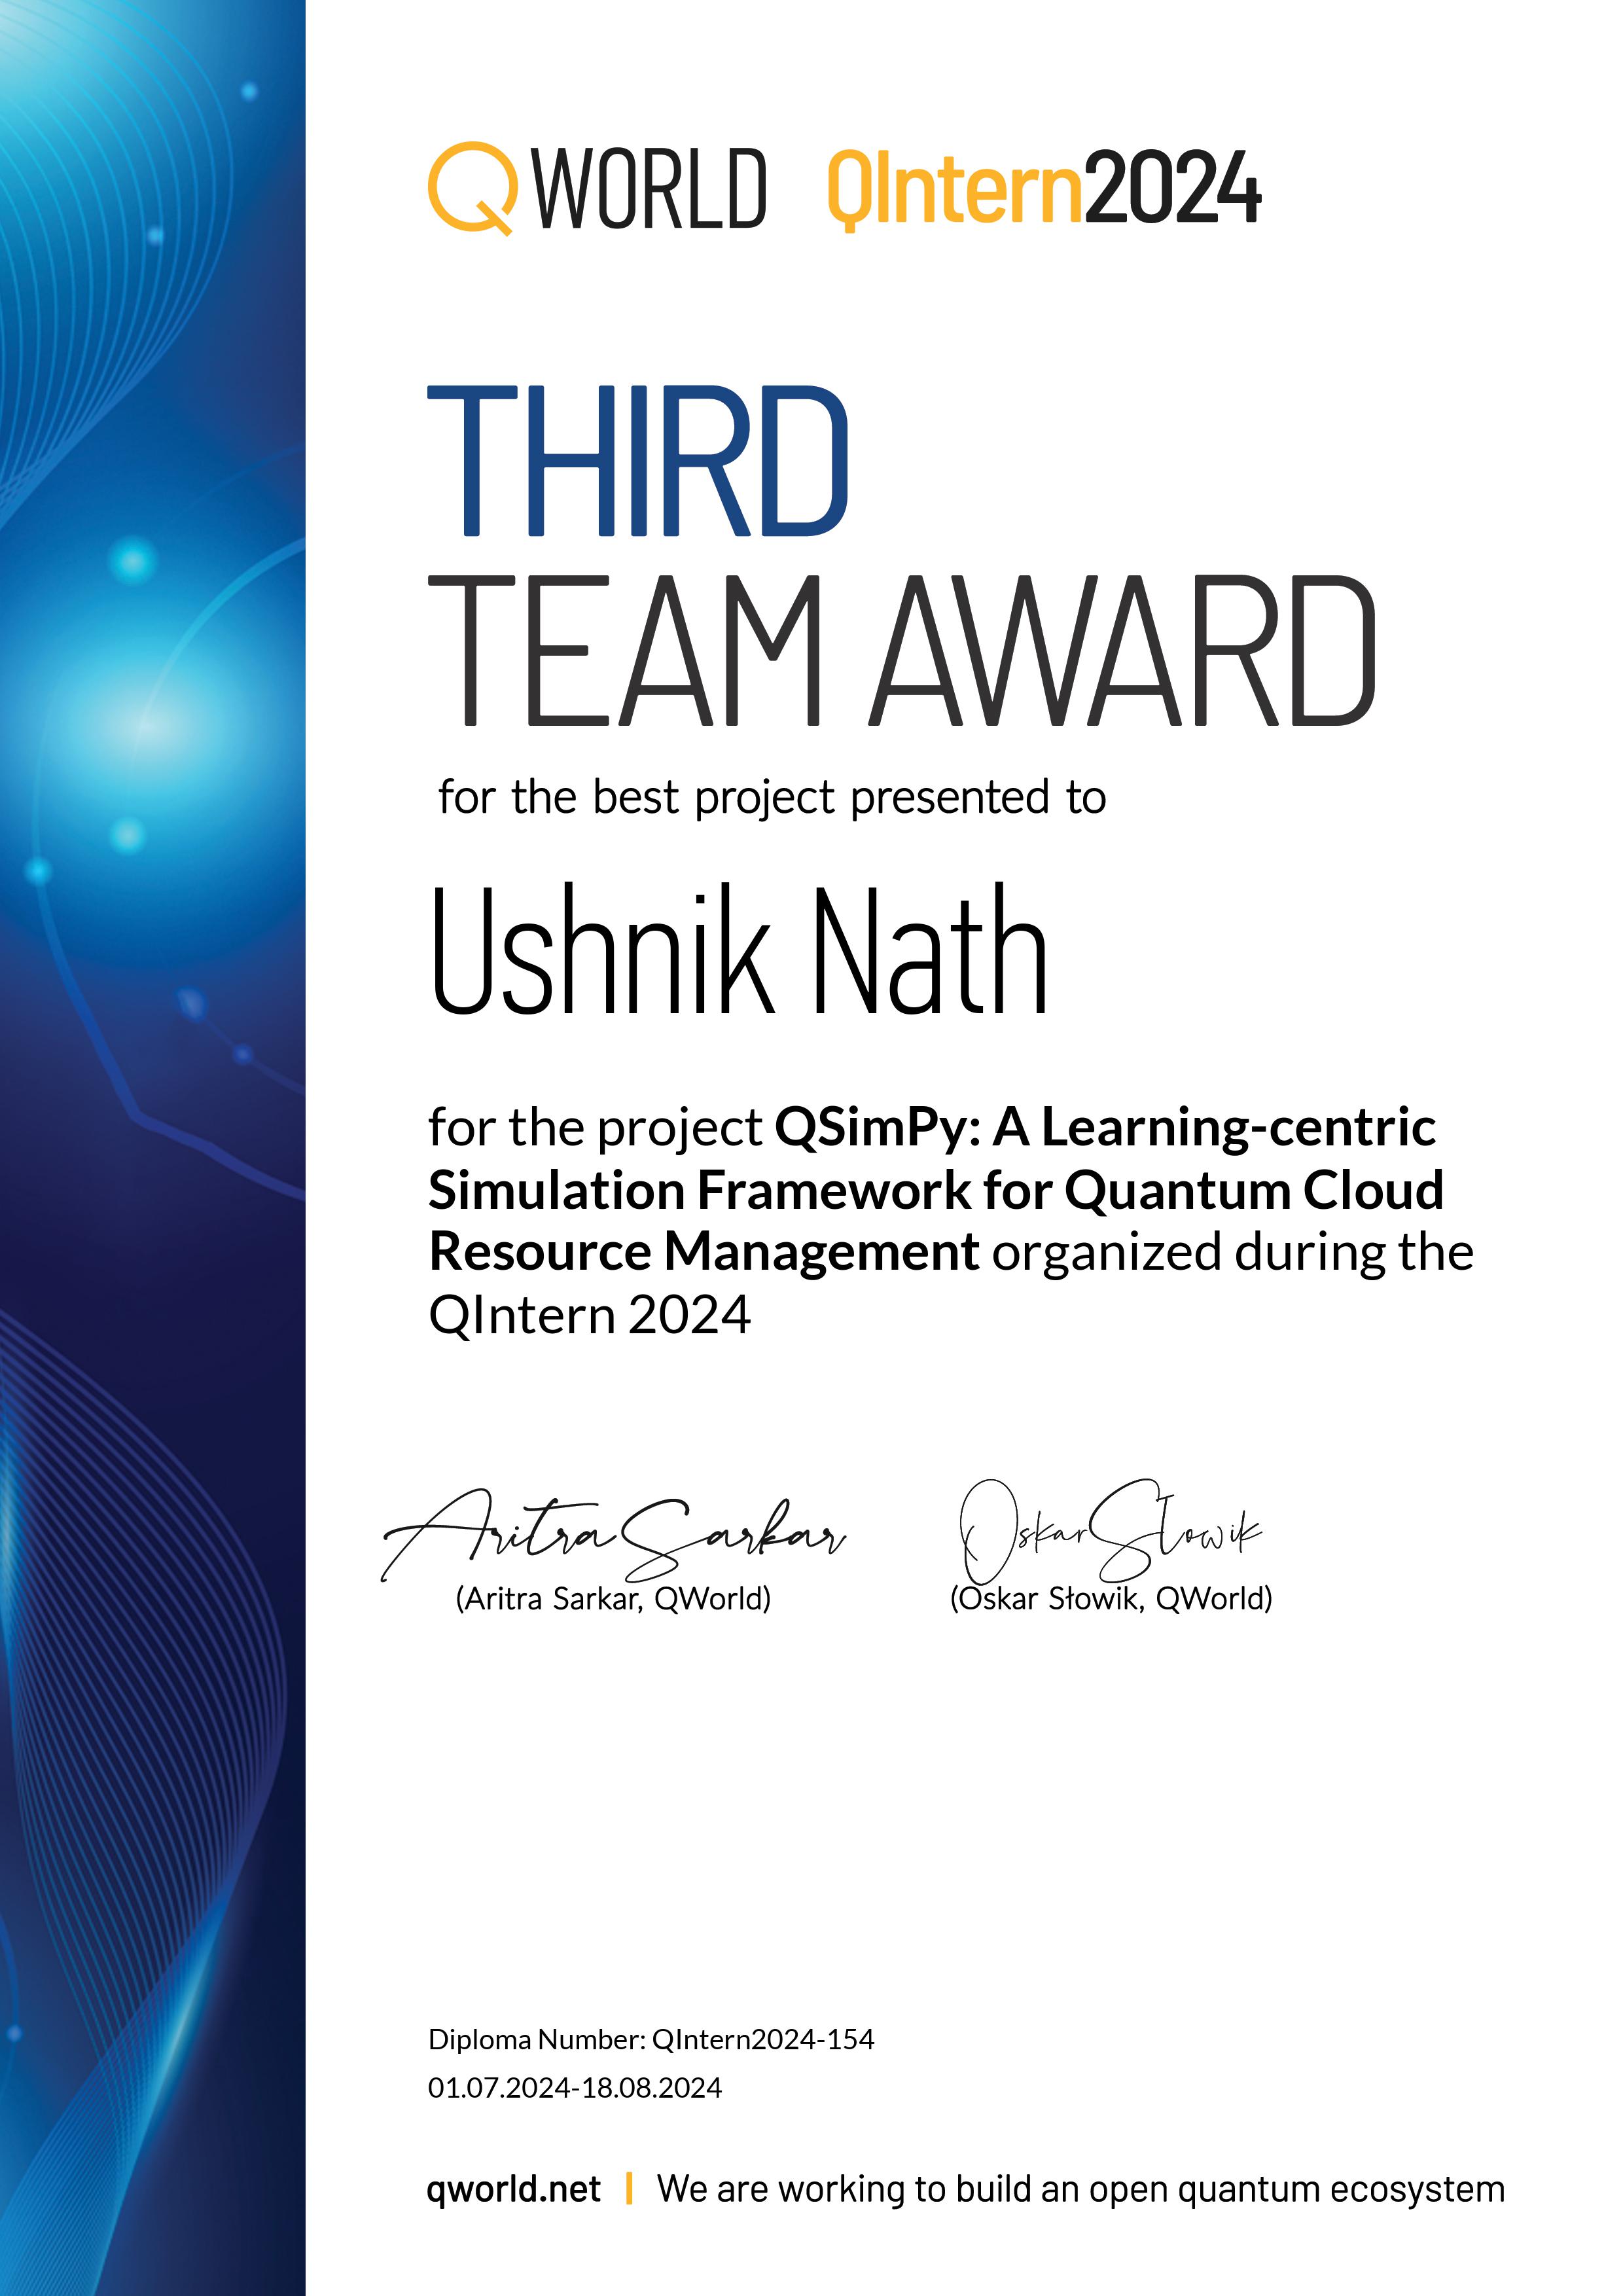 QWORLD QIntern2024
THIRD
TEAM AWARD
for the best project presented to
Ushnik Nath
for the project QSimPy: A Learning-centric
Simulation Framework for Quantum Cloud
Resource Management organized during the
QIntern 2024
Aritra Sarkar Oskar Słowik
(Aritra Sarkar, QWorld) (Oskar Słowik, QWorld)
Diploma Number: QIntern2024-154
01.07.2024-18.08.2024
qworld.net | We are working to build an open quantum ecosystem